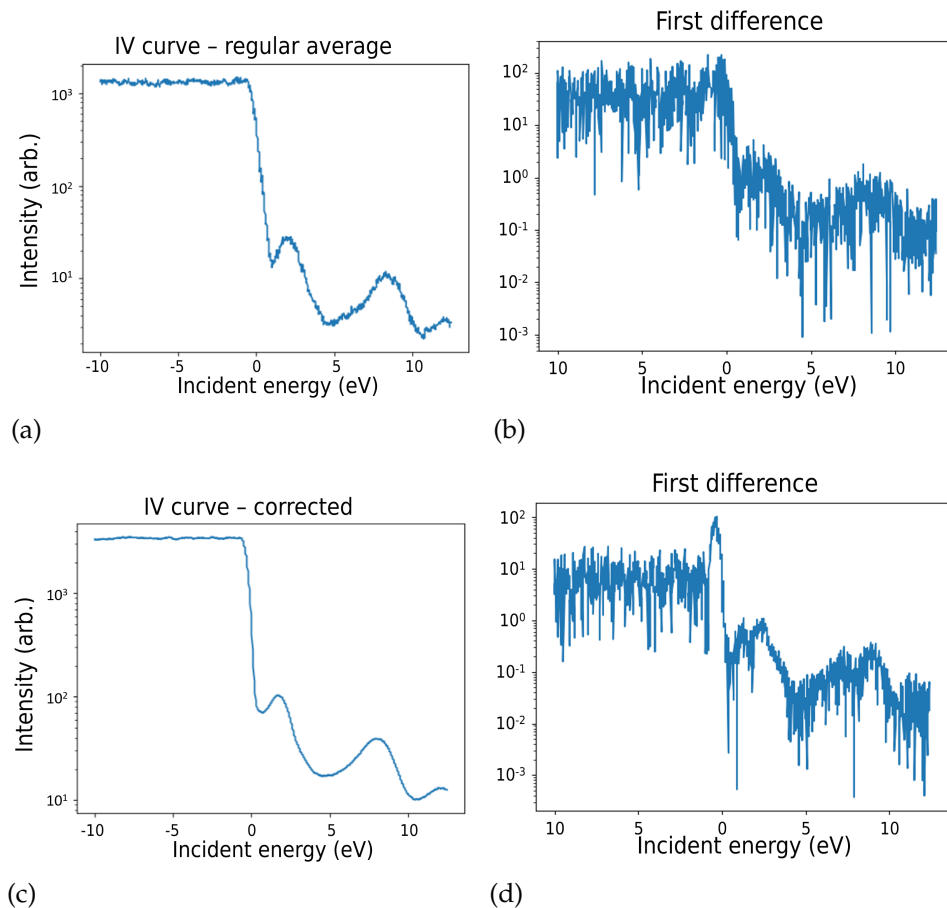 IV curve – regular average
Intensity (arb.)
10³
10²
10¹
-10 -5 0 5 10
Incident energy (eV)
(a)
First difference
10²
10¹
10⁰
10⁻¹
10⁻²
10⁻³
10 5 0 5 10
Incident energy (eV)
(b)
IV curve – corrected
Intensity (arb.)
10³
10²
10¹
-10 -5 0 5 10
Incident energy (eV)
(c)
First difference
10²
10¹
10⁰
10⁻¹
10⁻²
10⁻³
10 5 0 5 10
Incident energy (eV)
(d)